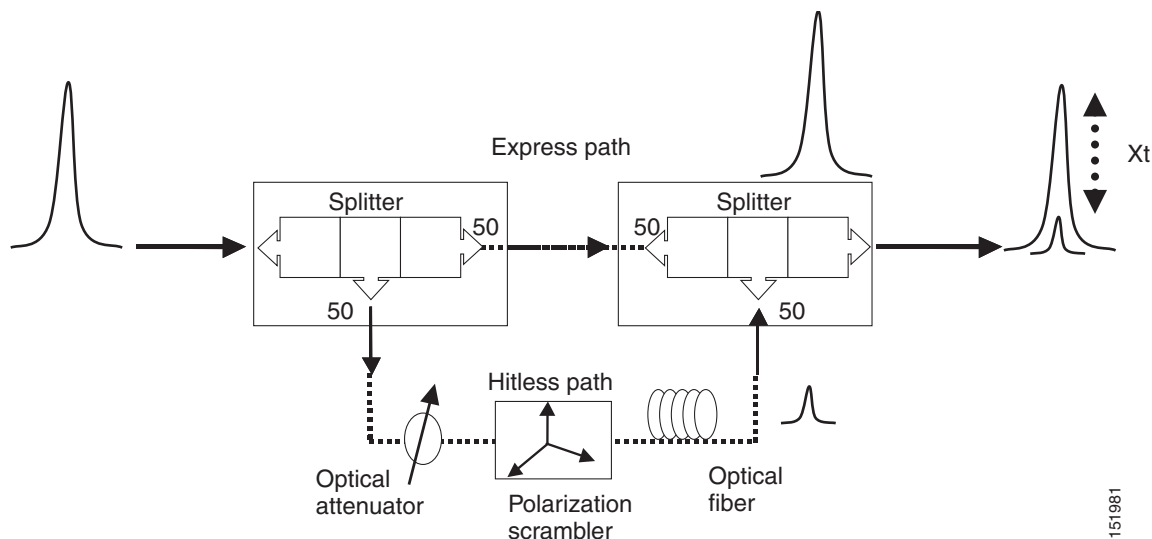 Express path
Xt
Splitter
50
50
Splitter
50
50
Hitless path
Optical
attenuator
Polarization
scrambler
Optical
fiber
151981